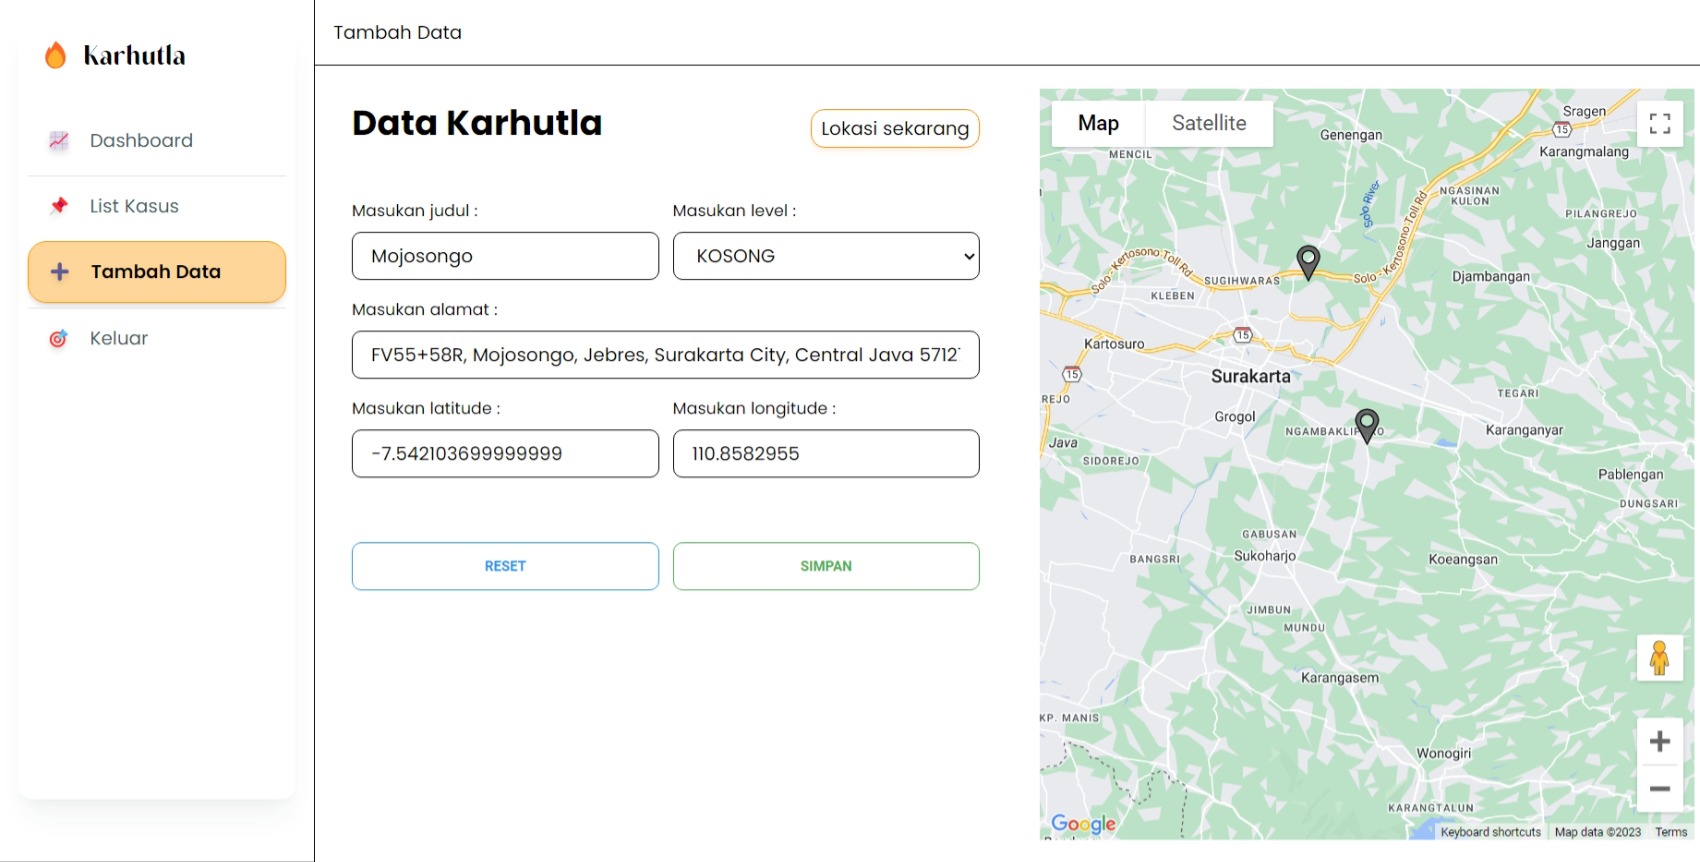 Karhutla
Dashboard
List Kasus
Tambah Data
Keluar
Tambah Data
Data Karhutla
Lokasi sekarang
Masukan judul :
Masukan level :
Mojosongo
KOSONG
Masukan alamat :
FV55+58R, Mojosongo, Jebres, Surakarta City, Central Java 5712
Masukan latitude :
Masukan longitude :
-7.542103699999999
110.8582955
RESET
SIMPAN
Map
Satellite
Sragen
15
Genengan
MENCIL
Karangmalang
NGASINAN
KULON
Solo River
PILANGREJO
Janggan
Solo - Kertosono Toll Rd
Solo - Kertosono Toll Rd
Solo - Kertosono Toll Rd
SUGIHWARAS
Djambangan
KLEBEN
15
Kartosuro
15
Surakarta
TEGARI
REJO
Grogol
NGAMBAKLI
Karanganyar
Java
SIDOREJO
Pablengan
DUNGSARI
GABUSAN
BANGSRI
Sukoharjo
Koeangsan
JIMBUN
MUNDU
Karangasem
KP. MANIS
Wonogiri
KARANGTALUN
Google
Keyboard shortcuts
Map data ©2023
Terms